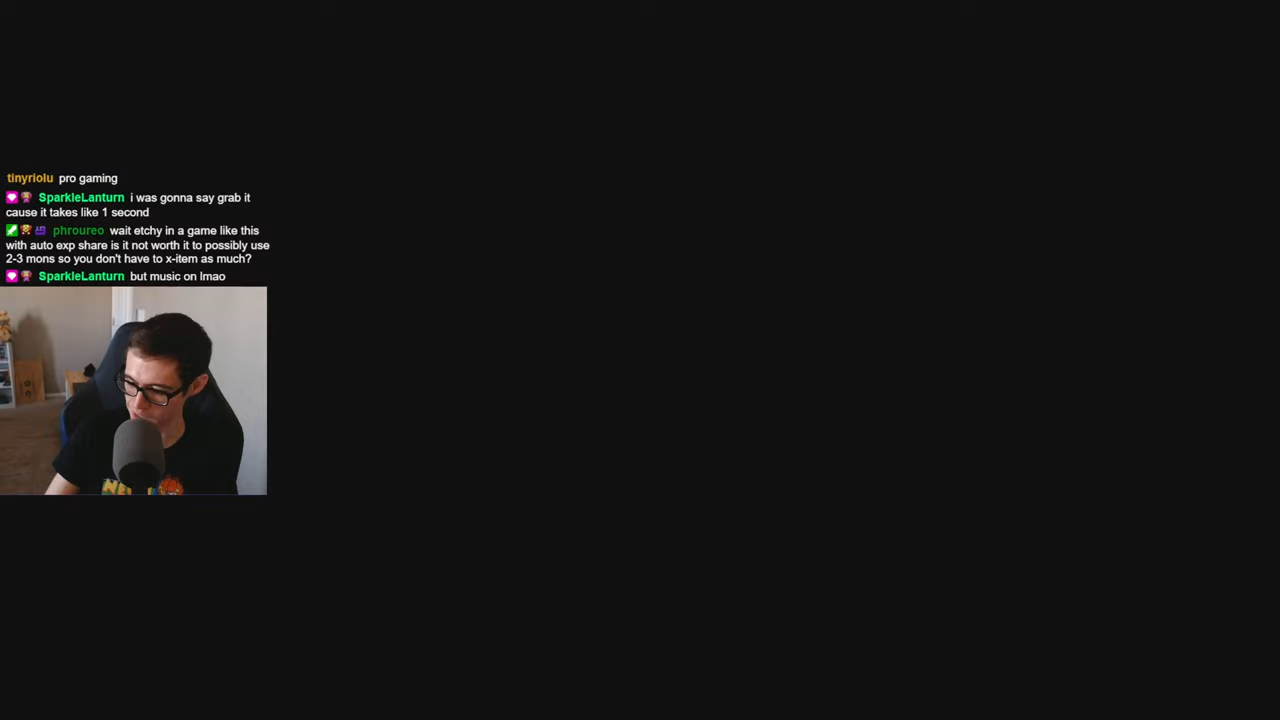 tinyriolu pro gaming
SparkleLanturn i was gonna say grab it
cause it takes like 1 second
phroureo wait etchy in a game like this
with auto exp share is it not worth it to possibly use
2-3 mons so you don't have to x-item as much?
SparkleLanturn but music on lmao